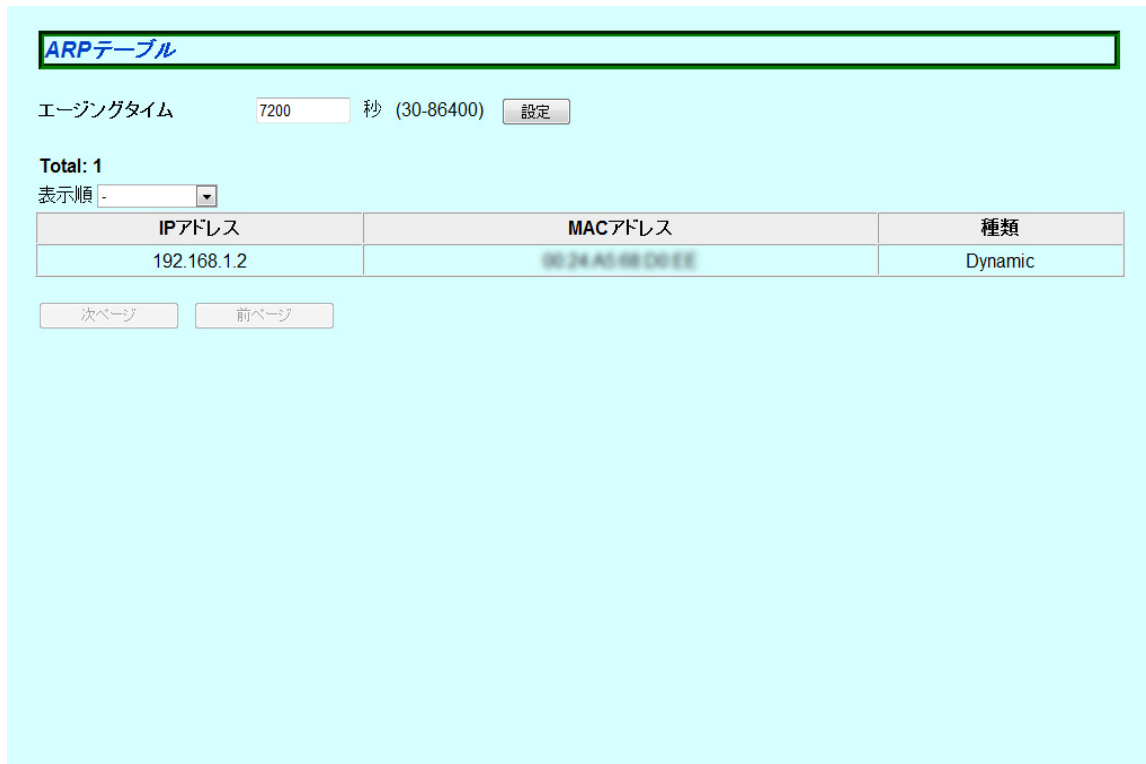 ARPテーブル
エージングタイム 7200 秒 (30-86400) 設定
Total: 1
表示順 -
IPアドレス MACアドレス 種類
192.168.1.2 Dynamic
次ページ 前ページ